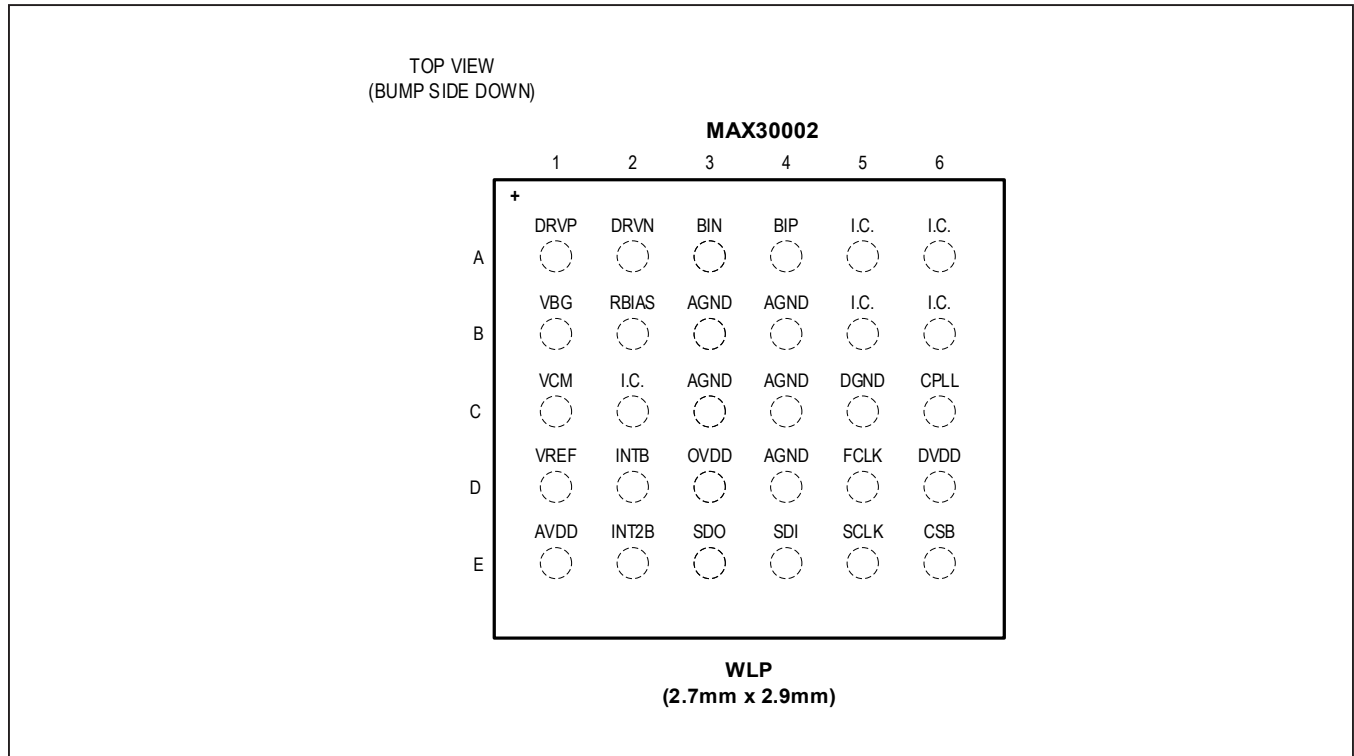 TOP VIEW
(BUMP SIDE DOWN)
MAX30002
1 2 3 4 5 6
+
DRVP DRVN BIN BIP I.C. I.C.
A
VBG RBIAS AGND AGND I.C. I.C.
B
VCM I.C. AGND AGND DGND CPLL
C
VREF INTB OVDD AGND FCLK DVDD
D
AVDD INT2B SDO SDI SCLK CSB
E
WLP
(2.7mm x 2.9mm)